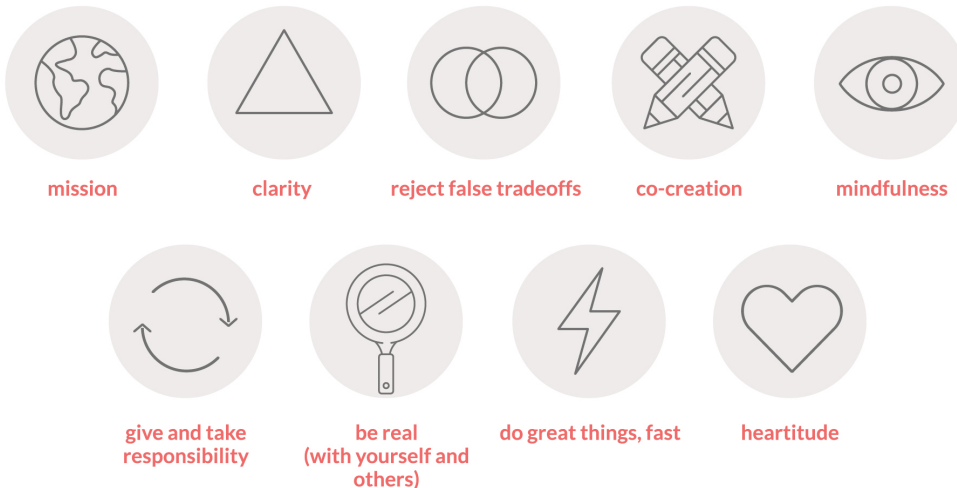 mission
clarity
reject false tradeoffs
co-creation
mindfulness
give and take
responsibility
be real
(with yourself and
others)
do great things, fast
heartitude